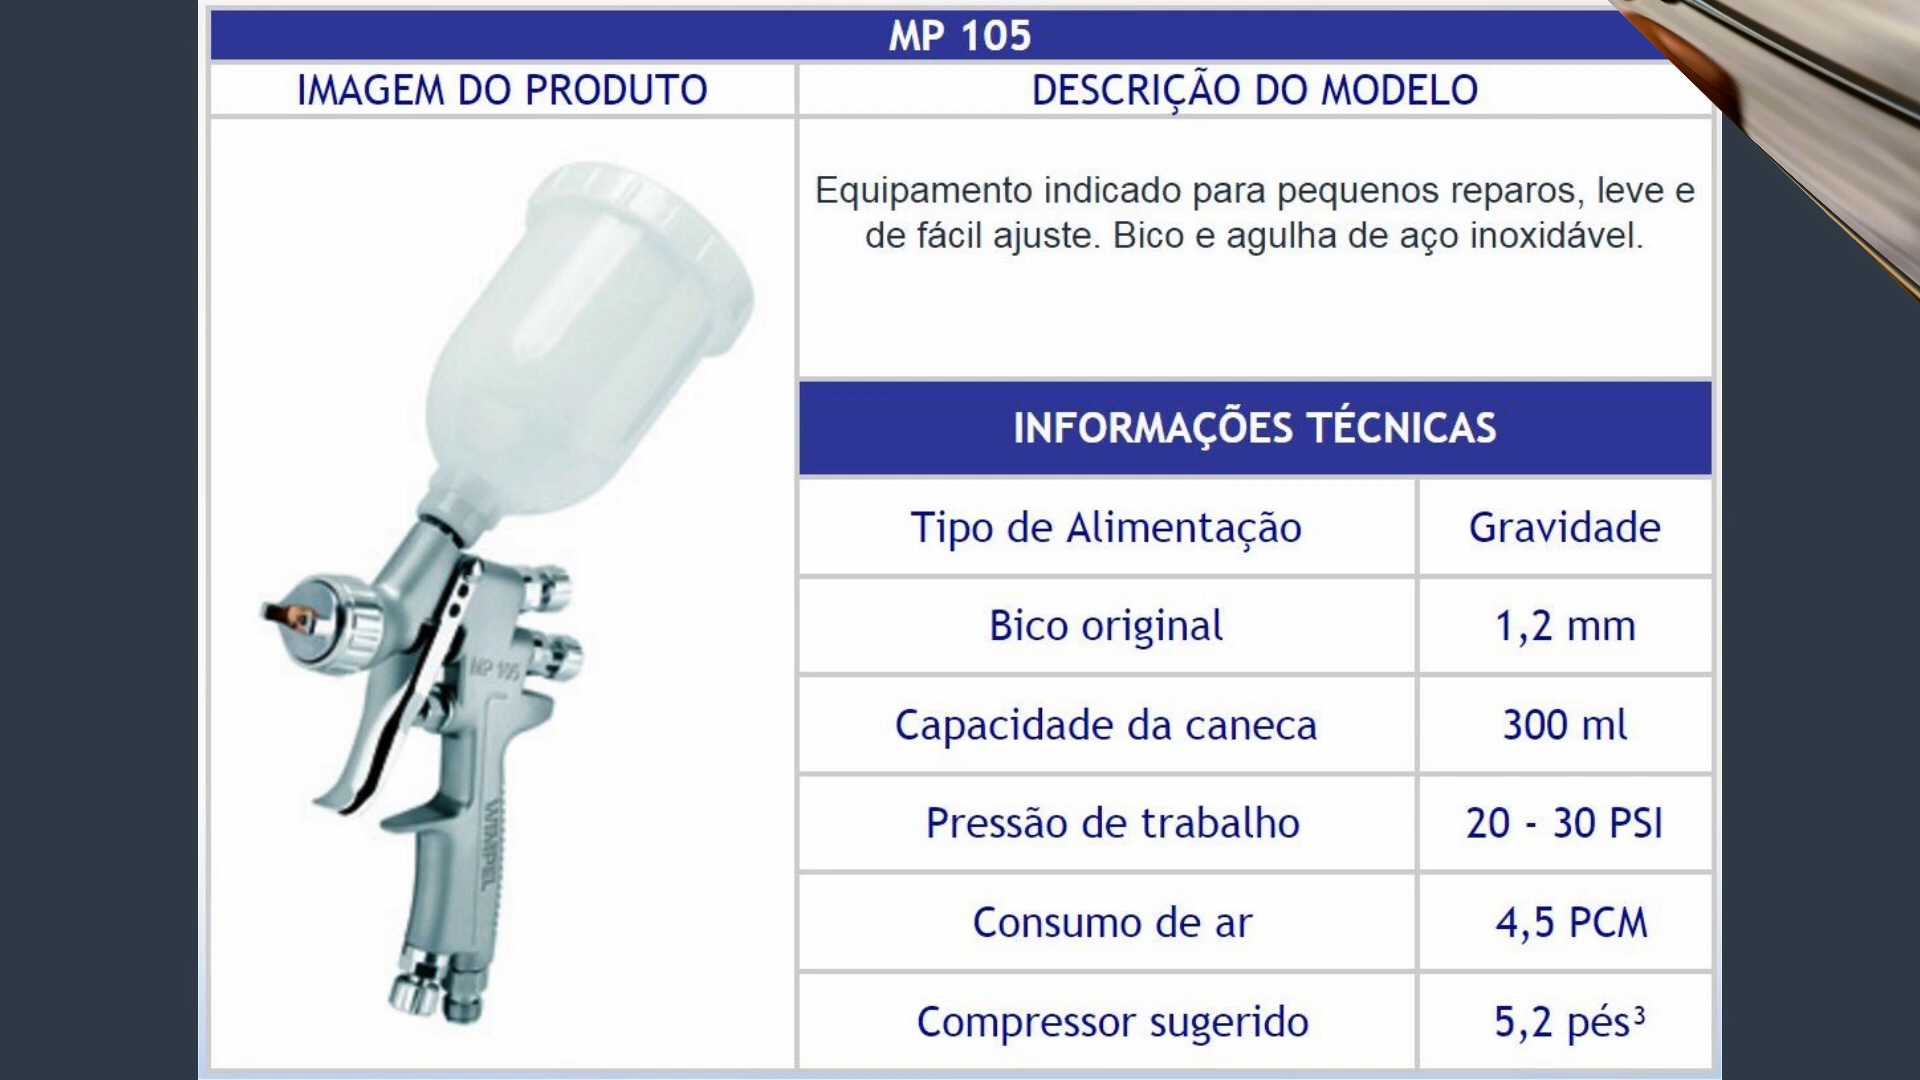 MP 105
IMAGEM DO PRODUTO
DESCRIÇÃO DO MODELO
Equipamento indicado para pequenos reparos, leve e
de fácil ajuste. Bico e agulha de aço inoxidável.
MP 105
WIMPEL
INFORMAÇÕES TÉCNICAS
Tipo de Alimentação Gravidade
Bico original 1,2 mm
Capacidade da caneca 300 ml
Pressão de trabalho 20 - 30 PSI
Consumo de ar 4,5 PCM
Compressor sugerido 5,2 pés³